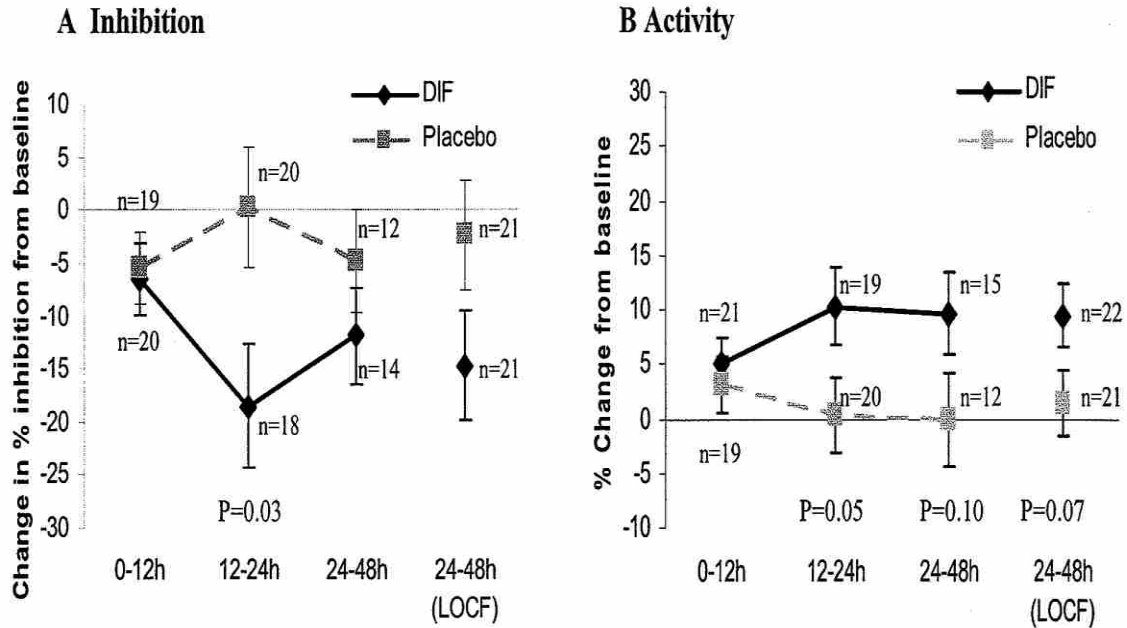 A Inhibition
Change in % inhibition from baseline
10
5
0
-5
-10
-15
-20
-25
-30
DIF
Placebo
n=19
n=20
n=20
n=18
n=12
n=14
n=21
n=21
P=0.03
0-12h
12-24h
24-48h
24-48h
(LOCF)
B Activity
% Change from baseline
30
25
20
15
10
5
0
-5
-10
DIF
Placebo
n=21
n=19
n=19
n=20
n=15
n=12
n=22
n=21
P=0.05
P=0.10
P=0.07
0-12h
12-24h
24-48h
24-48h
(LOCF)